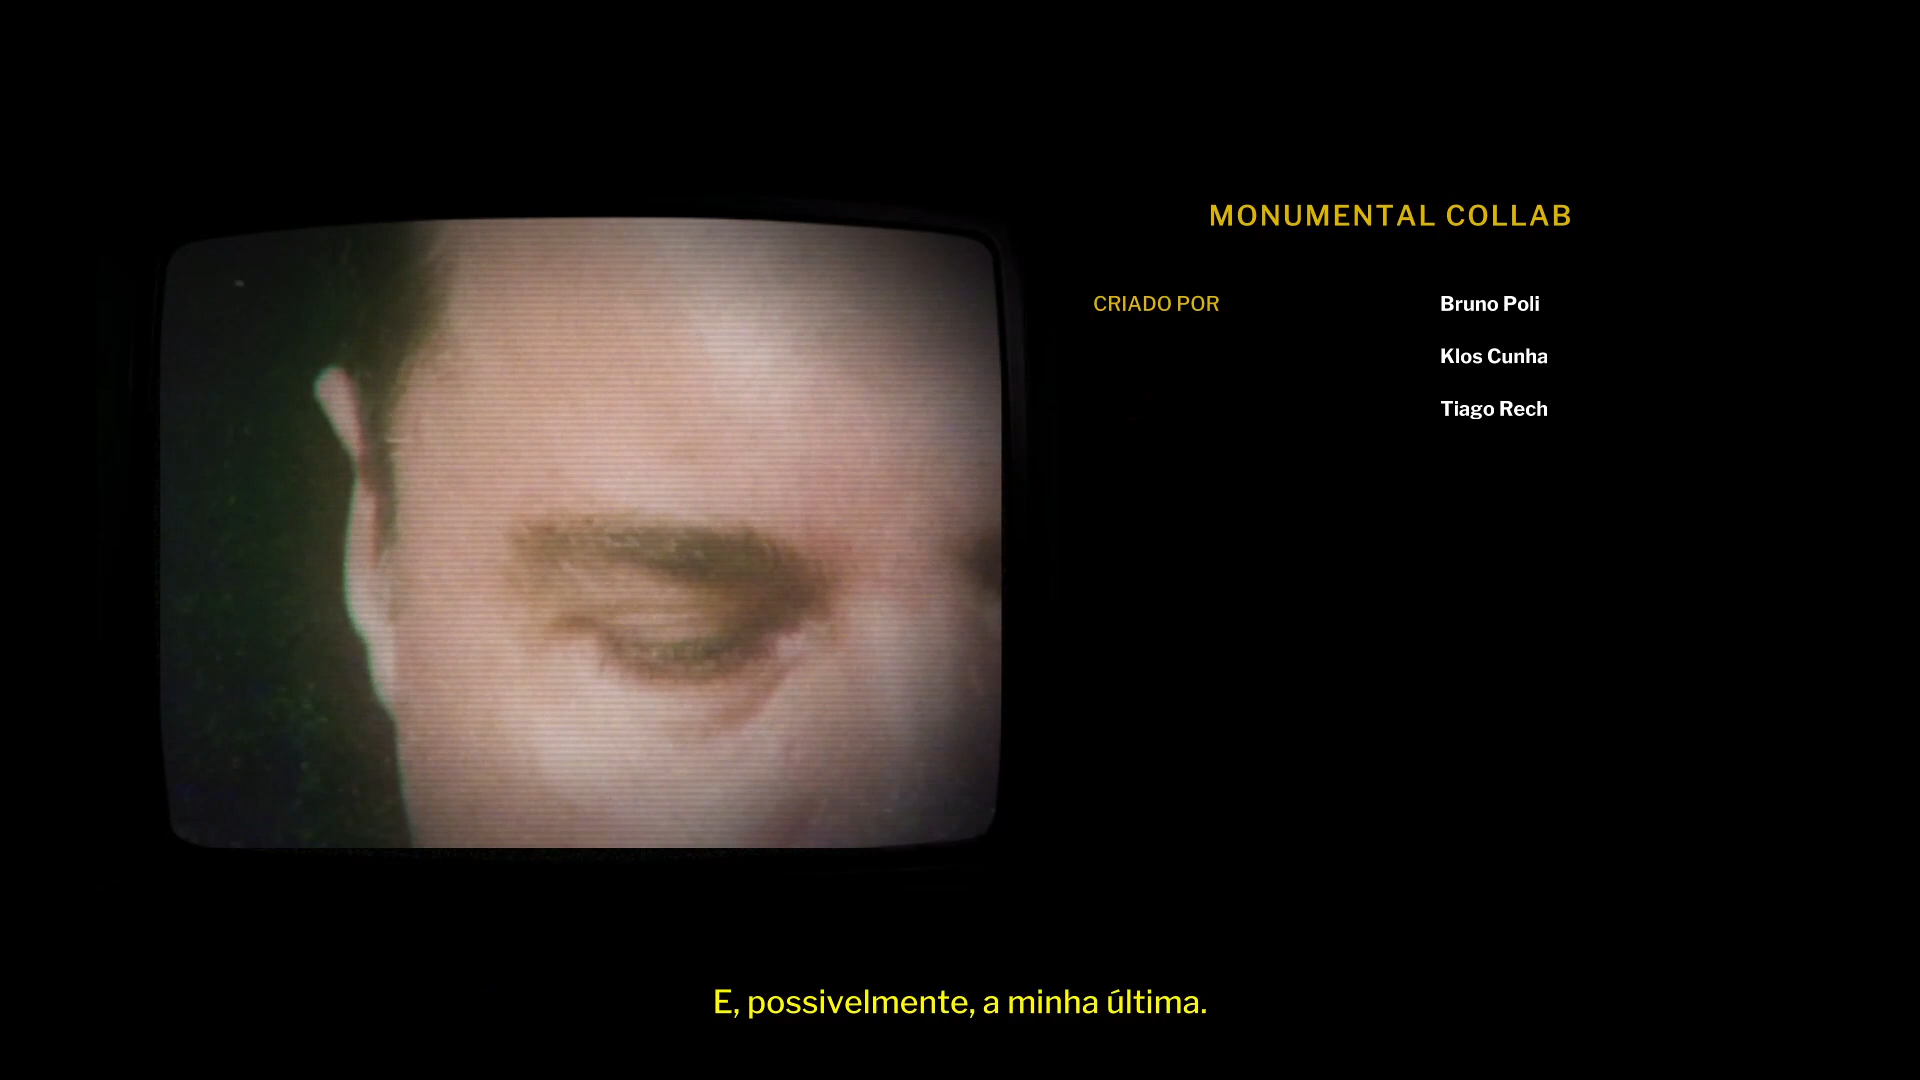 MONUMENTAL COLLAB
CRIADO POR
Bruno Poli
Klos Cunha
Tiago Rech
E, possivelmente, a minha última.